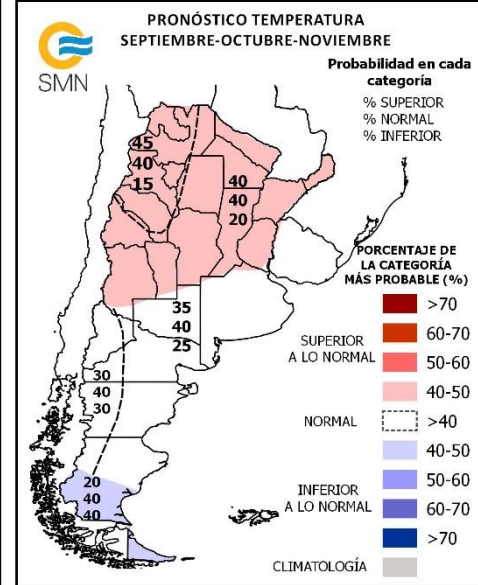 PRONÓSTICO TEMPERATURA
SEPTIEMBRE-OCTUBRE-NOVIEMBRE
SMN
Probabilidad en cada
categoría
% SUPERIOR
% NORMAL
% INFERIOR
45
40
15
40
40
20
35
40
25
30
40
30
20
40
40
PORCENTAJE DE
LA CATEGORÍA
MÁS PROBABLE (%)
SUPERIOR
A LO NORMAL
>70
60-70
50-60
40-50
NORMAL
>40
INFERIOR
A LO NORMAL
40-50
50-60
60-70
>70
CLIMATOLOGÍA